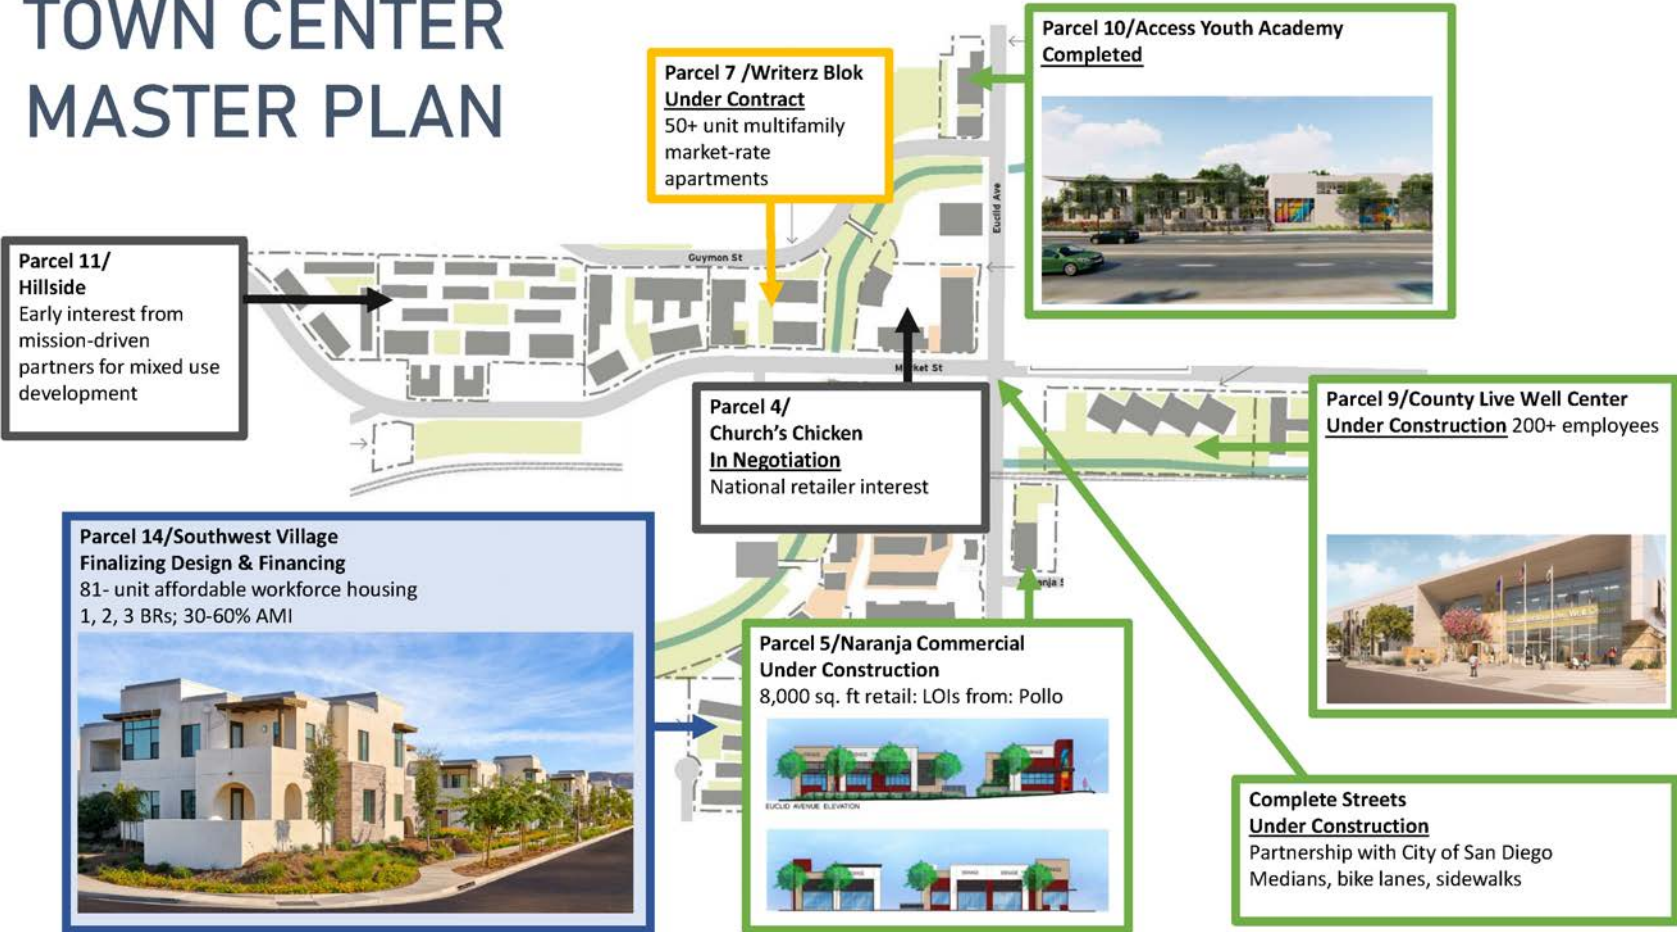 TOWN CENTER
MASTER PLAN
Parcel 7 /Writerz Blok
Under Contract
50+ unit multifamily
market-rate
apartments
Parcel 10/Access Youth Academy
Completed
Euclid Ave
Guymon St
Parcel 11/
Hillside
Early interest from
mission-driven
partners for mixed use
development
Market St
Parcel 4/
Church's Chicken
In Negotiation
National retailer interest
Parcel 9/County Live Well Center
Under Construction 200+ employees
Parcel 14/Southwest Village
Finalizing Design & Financing
81- unit affordable workforce housing
1, 2, 3 BRs; 30-60% AMI
Parcel 5/Naranja Commercial
Under Construction
8,000 sq. ft retail: LOIs from: Pollo
EUCLID AVENUE ELEVATION
Complete Streets
Under Construction
Partnership with City of San Diego
Medians, bike lanes, sidewalks